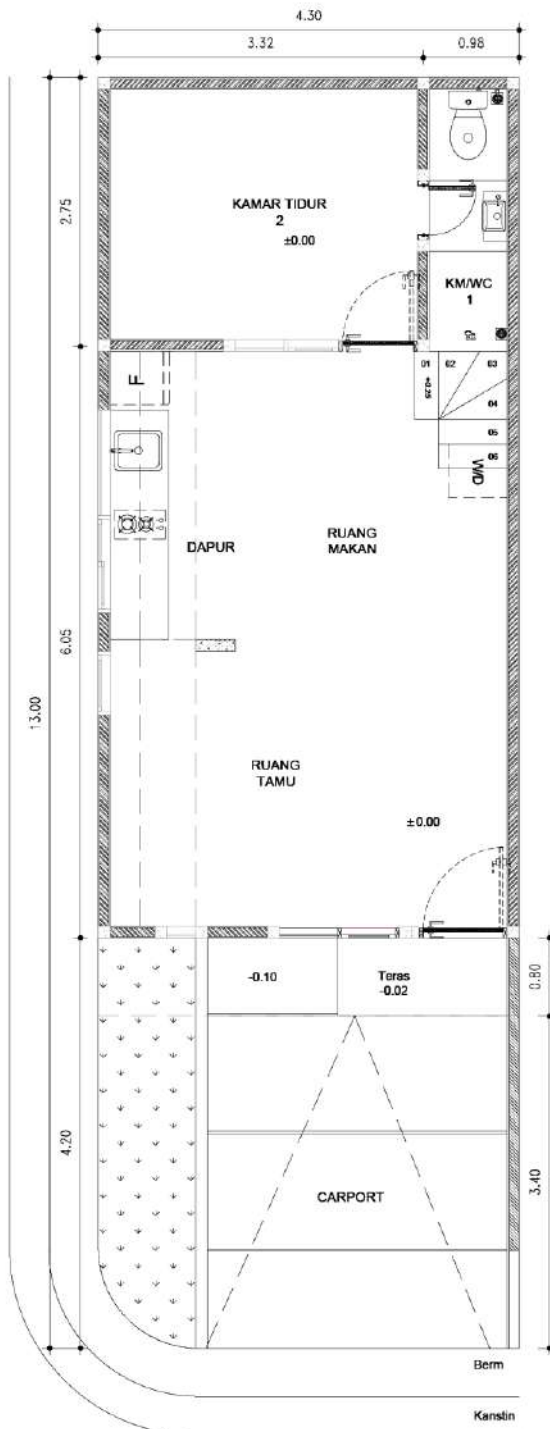 4.30
3.32
0.98
2.75
KAMAR TIDUR
2
±0.00
KM/WC
1
01
02
03
+0.25
04
05
06
F
W/D
DAPUR
RUANG
MAKAN
6.05
13.00
RUANG
TAMU
±0.00
-0.10
Teras
-0.02
0.80
4.20
CARPORT
3.40
Berm
Kanstin